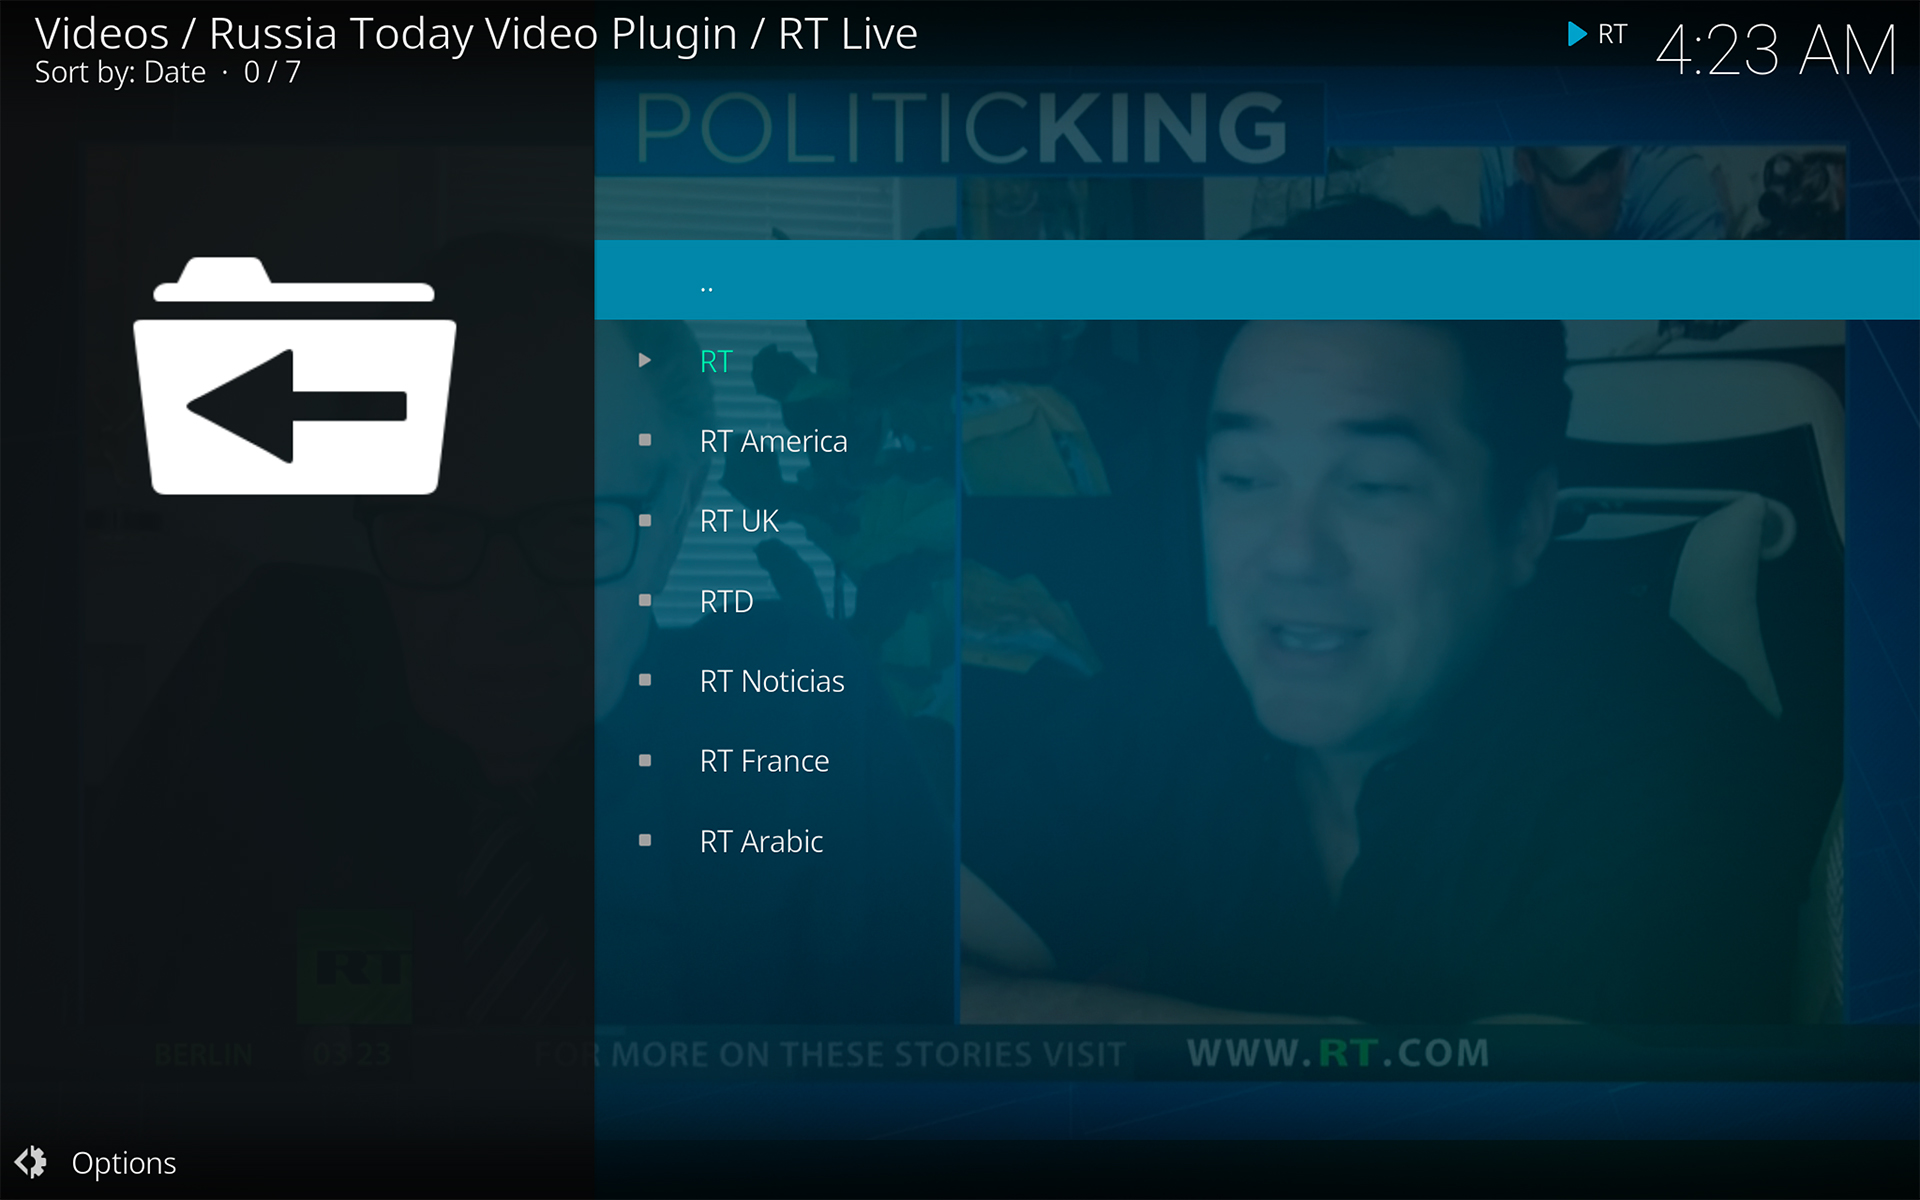 Videos / Russia Today Video Plugin / RT Live
Sort by: Date · 0 / 7
RT
4:23 AM
POLITICKING
..
RT
RT America
RT UK
RTD
RT Noticias
RT France
RT Arabic
RT
BERLIN 03:23 FOR MORE ON THESE STORIES VISIT WWW.RT.COM
Options